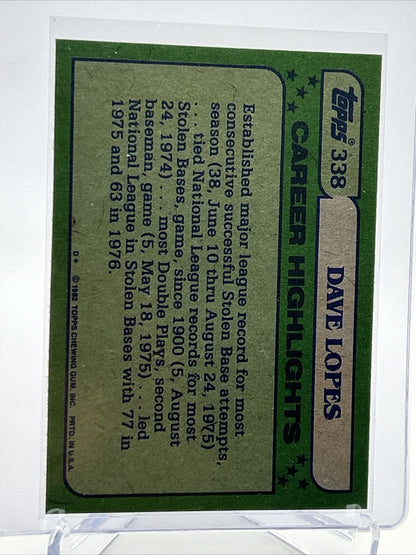 Topps® 338 DAVE LOPES
CAREER HIGHLIGHTS
Established major league record for most
consecutive successful Stolen Base attempts,
season (38, June 10 thru August 24, 1975)
. . . tied National League records for most
Stolen Bases, game, since 1900 (5, August
24, 1974) . . . most Double Plays, second
baseman, game (5, May 18, 1975) . . . led
National League in Stolen Bases with 77 in
1975 and 63 in 1976.
D* © 1982 TOPPS CHEWING GUM, INC. PRTD. IN U.S.A.